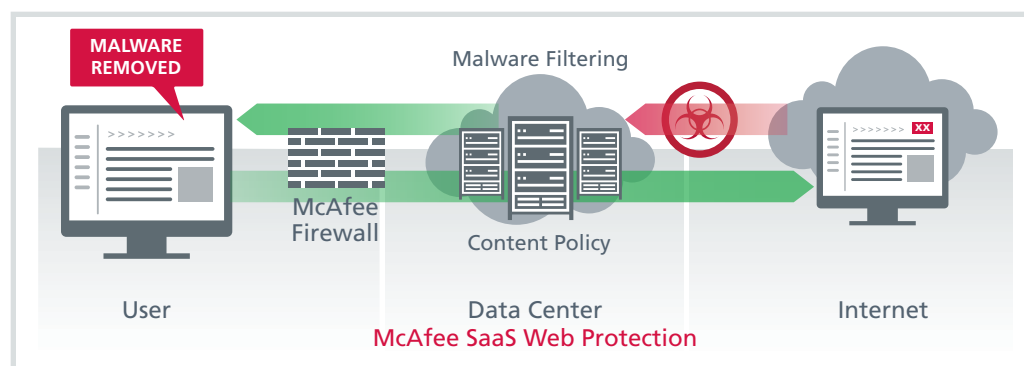 MALWARE
REMOVED
Malware Filtering
> > > > > > >
> > > > > > >
XX
McAfee
Firewall
Content Policy
User
Data Center
Internet
McAfee SaaS Web Protection